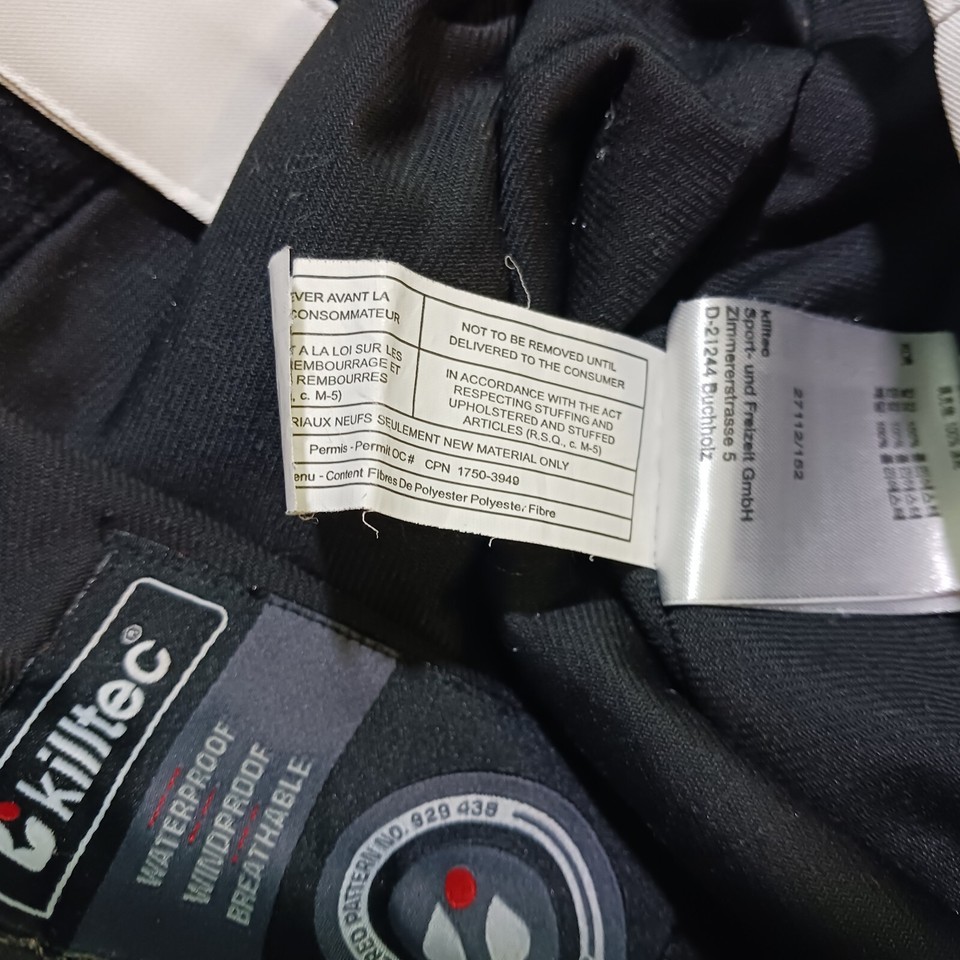 EVER AVANT LA
CONSOMMATEUR
NOT TO BE REMOVED UNTIL
DELIVERED TO THE CONSUMER
A LA LOI SUR LES
REMBOURRAGE ET
REMBOURRES
, c. M-5)
IN ACCORDANCE WITH THE ACT
RESPECTING STUFFING AND
UPHOLSTERED AND STUFFED
ARTICLES (R.S.Q., c. M-5)
RIAUX NEUFS SEULEMENT NEW MATERIAL ONLY
Permis - Permit OC# CPN 1750-3949
enu - Content Fibres De Polyester Polyester Fibre
killtec
Sport- und Freizeit GmbH
Zimmererstrasse 5
D-21244 Buchholz
27112/152
killtec®
WATERPROOF
WINDPROOF
BREATHABLE
RED PATTERN NO. 929 438